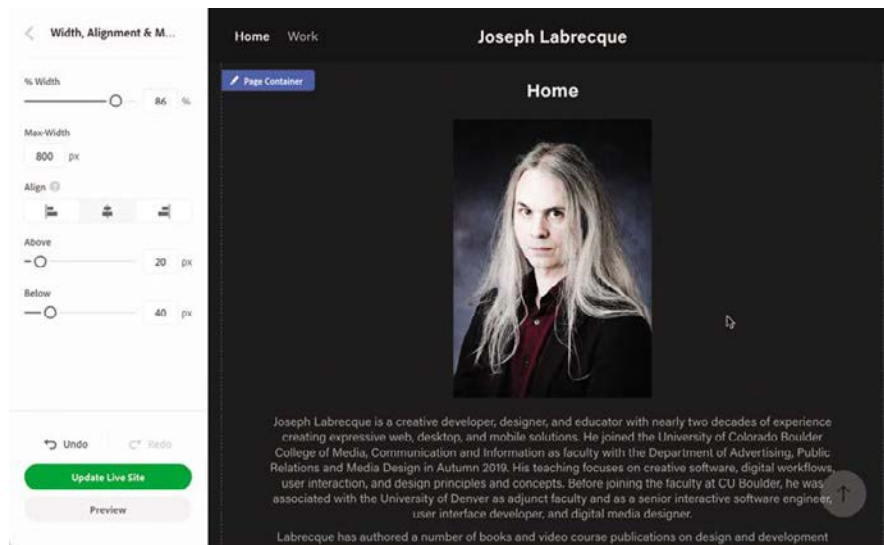 Width, Alignment & M...
% Width
86 %
Max-Width
800 px
Align
Above
20 px
Below
40 px
Undo
Redo
Update Live Site
Preview
Home Work
Joseph Labrecque
Page Container
Home
Joseph Labrecque is a creative developer, designer, and educator with nearly two decades of experience
creating expressive web, desktop, and mobile solutions. He joined the University of Colorado Boulder
College of Media, Communication and Information as faculty with the Department of Advertising, Public
Relations and Media Design in Autumn 2019. His teaching focuses on creative software, digital workflows,
user interaction, and design principles and concepts. Before joining the faculty at CU Boulder, he was
associated with the University of Denver as adjunct faculty and as a senior interactive software engineer,
user interface developer, and digital media designer.
Labrecque has authored a number of books and video course publications on design and development